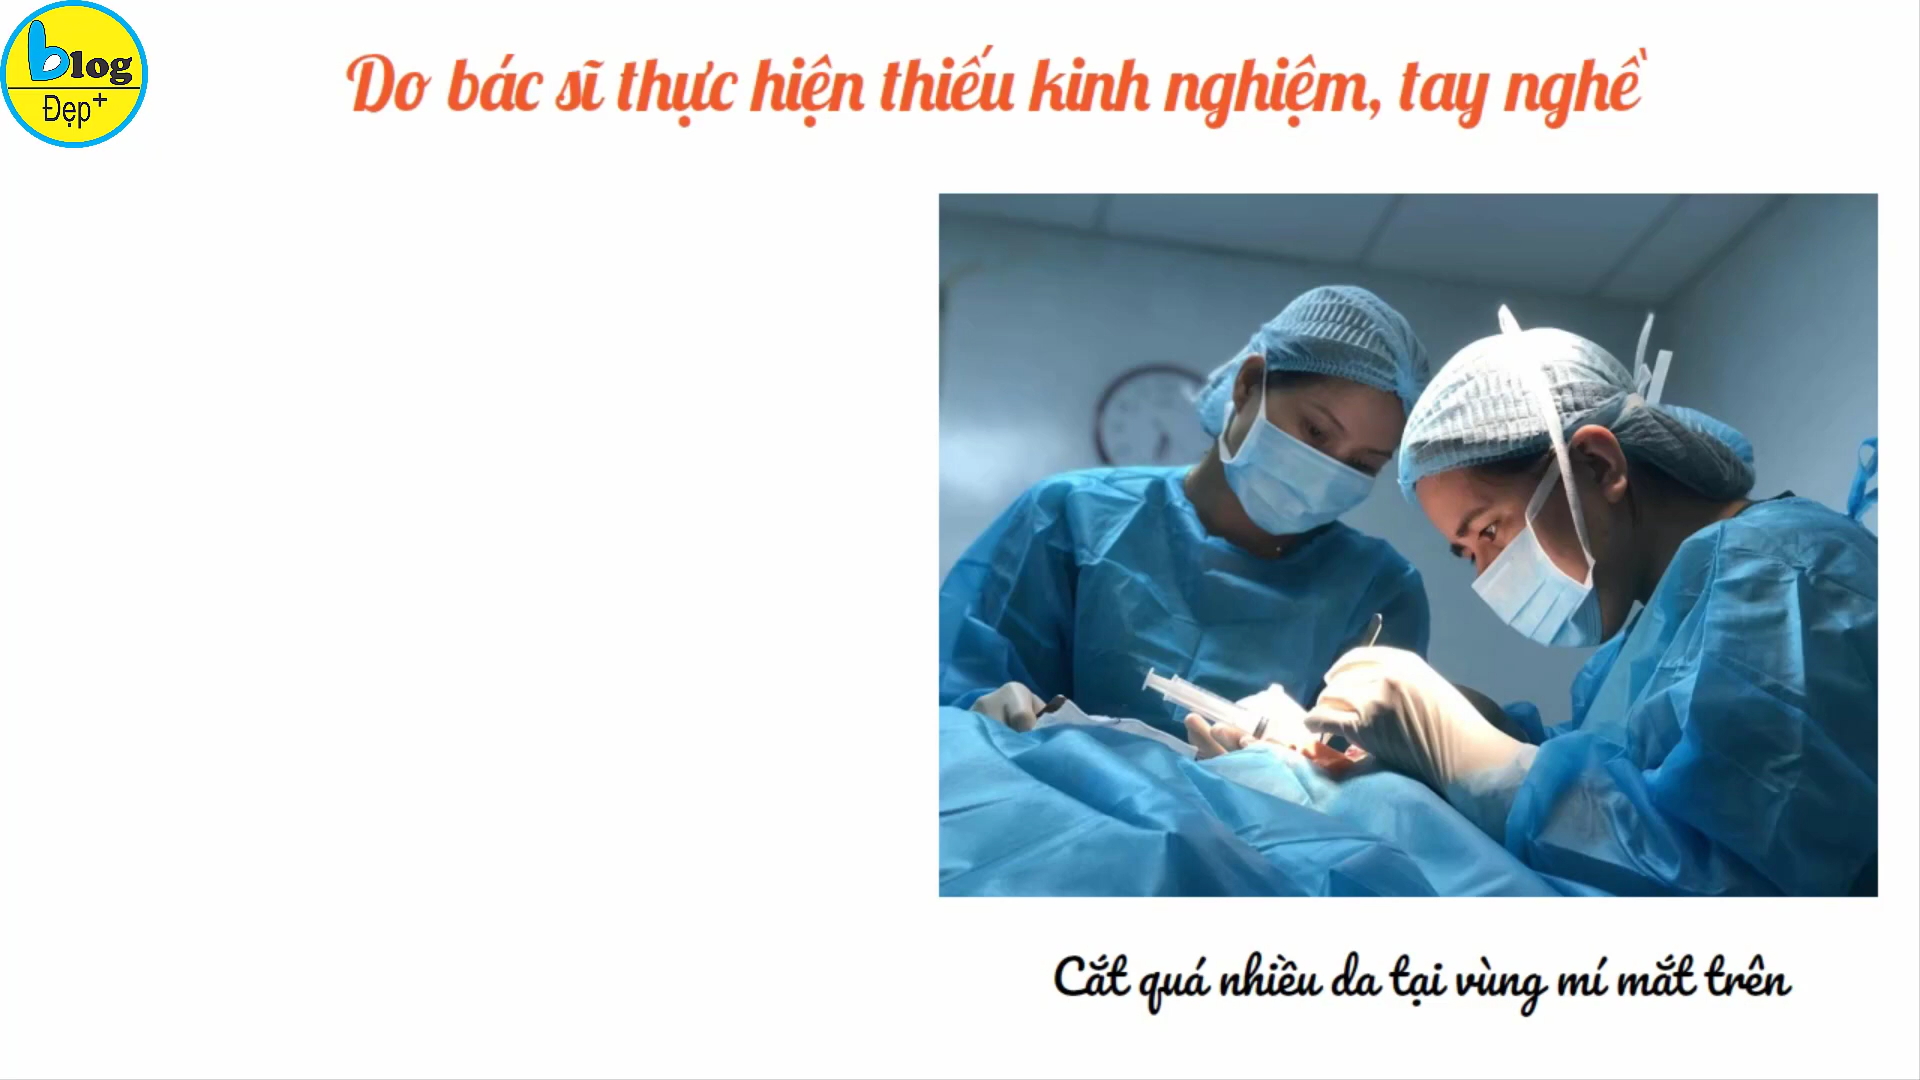 blog
Đẹp+
Do bác sĩ thực hiện thiếu kinh nghiệm, tay nghề
Cắt quá nhiều da tại vùng mí mắt trên